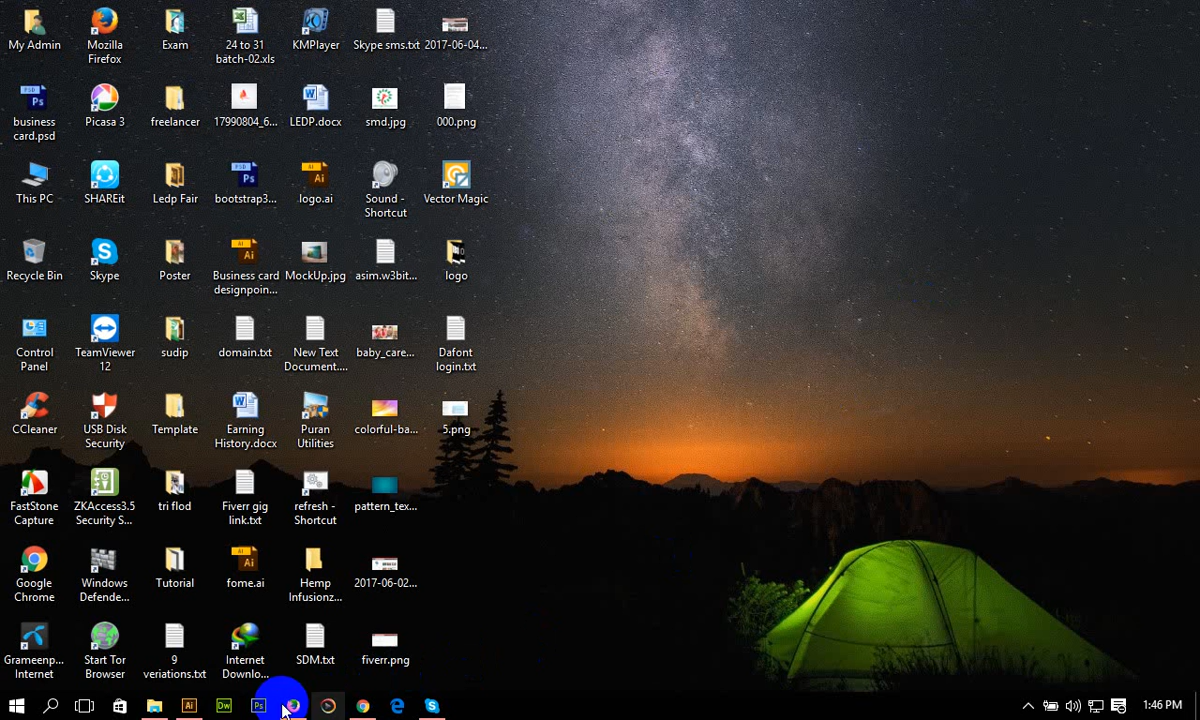 My Admin
Mozilla
Firefox
Exam
24 to 31
batch-02.xls
KMPlayer
Skype sms.txt
2017-06-04...
business
card.psd
Picasa 3
freelancer
17990804_6...
LEDP.docx
smd.jpg
000.png
This PC
SHAREit
Ledp Fair
bootstrap3...
logo.ai
Sound -
Shortcut
Vector Magic
Recycle Bin
Skype
Poster
Business card
designpoin...
MockUp.jpg
asim.w3bit...
logo
Control
Panel
TeamViewer
12
sudip
domain.txt
New Text
Document....
baby_care...
Dafont
login.txt
CCleaner
USB Disk
Security
Template
Earning
History.docx
Puran
Utilities
colorful-ba...
5.png
FastStone
Capture
ZKAccess3.5
Security S...
tri flod
Fiverr gig
link.txt
refresh -
Shortcut
pattern_tex...
Google
Chrome
Windows
Defende...
Tutorial
fome.ai
Hemp
Infusionz...
2017-06-02...
Grameenp...
Internet
Start Tor
Browser
9
veriations.txt
Internet
Downlo...
SDM.txt
fiverr.png
Ai
Dw
Ps
1:46 PM